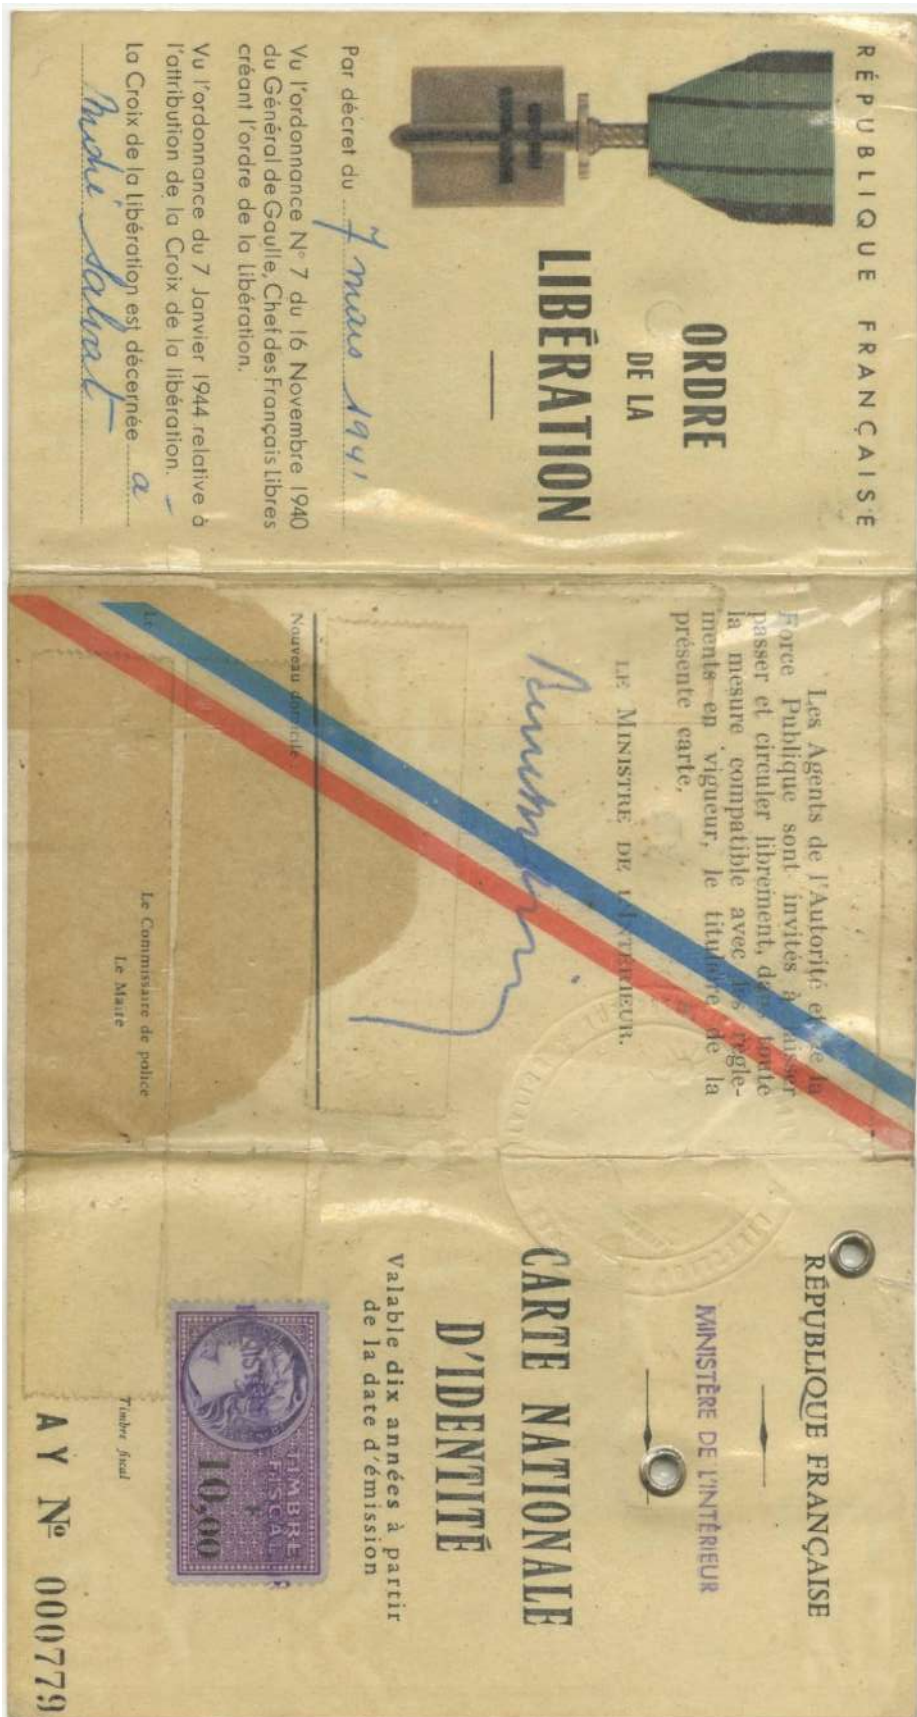 RÉPUBLIQUE FRANÇAISE
ORDRE
DE LA
LIBÉRATION
Par décret du 7 mars 1941
Vu l'ordonnance N° 7 du 16 Novembre 1940
du Général de Gaulle, Chef des Français Libres
créant l'ordre de la Libération.
Vu l'ordonnance du 7 Janvier 1944 relative à
l'attribution de la Croix de la libération. -
La Croix de la Libération est décernée a
André Salvat
Les Agents de l'Autorité et de la
Force Publique sont invités à laisser
passer et circuler librement, dans toute
la mesure compatible avec les règle-
ments en vigueur, le titulaire de la
présente carte.
LE MINISTRE DE L'INTÉRIEUR.
Nouveau domicile
Le
Le Commissaire de police
Le Maire
RÉPUBLIQUE FRANÇAISE
MINISTÈRE DE L'INTÉRIEUR
CARTE NATIONALE
D'IDENTITÉ
Valable dix années à partir
de la date d'émission
TIMBRE
FISCAL
10,00
Timbre fiscal
A Y Nº 000779